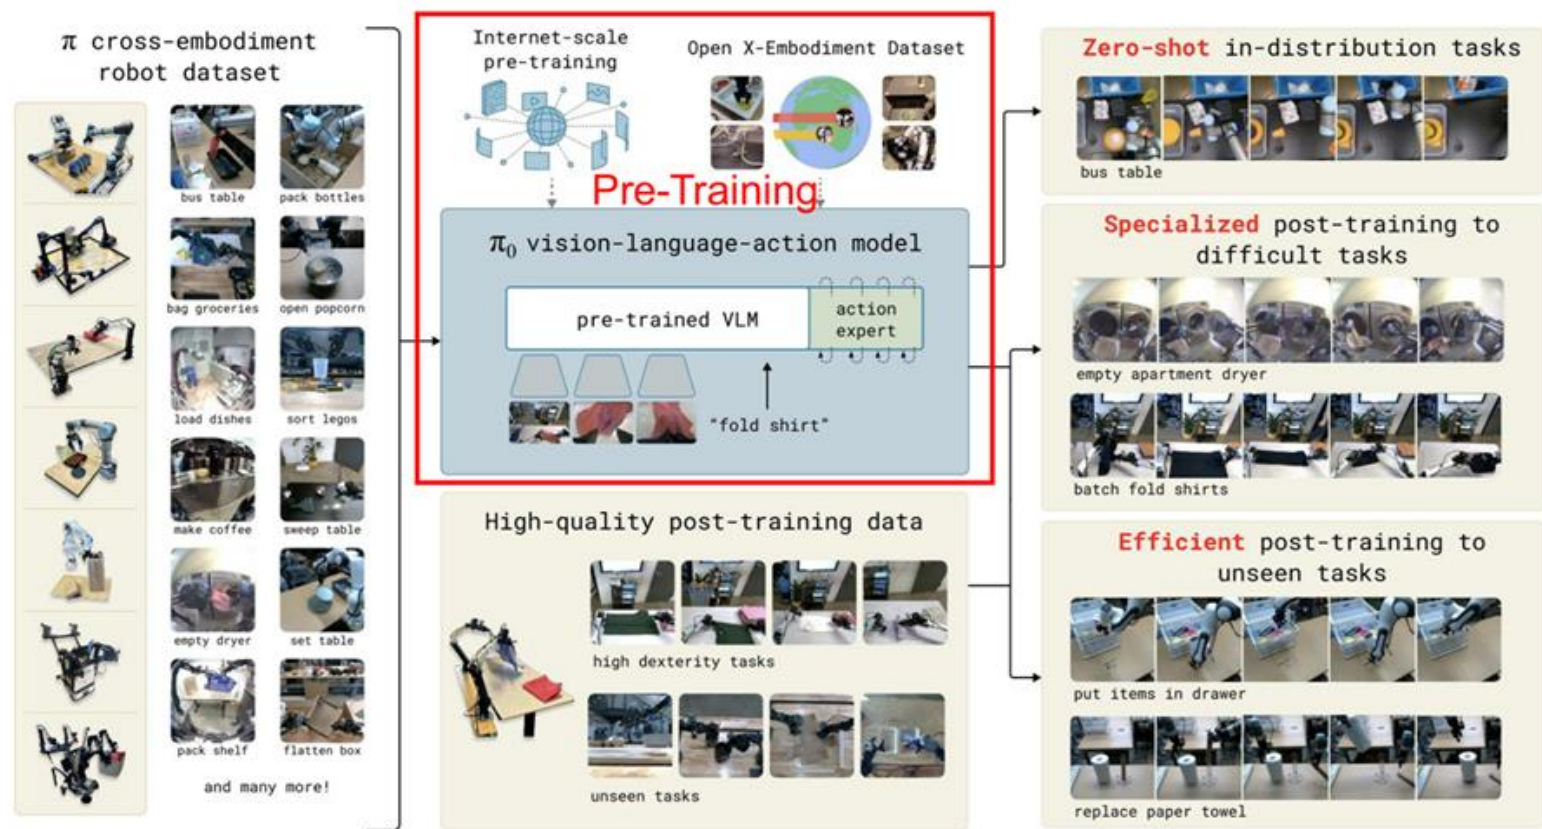 π cross-embodiment
robot dataset
bus table
pack bottles
bag groceries
open popcorn
load dishes
sort legos
make coffee
sweep table
empty dryer
set table
pack shelf
flatten box
and many more!
Internet-scale
pre-training
Open X-Embodiment Dataset
Pre-Training
π₀ vision-language-action model
pre-trained VLM
action
expert
"fold shirt"
High-quality post-training data
high dexterity tasks
unseen tasks
Zero-shot in-distribution tasks
bus table
Specialized post-training to
difficult tasks
empty apartment dryer
batch fold shirts
Efficient post-training to
unseen tasks
put items in drawer
replace paper towel